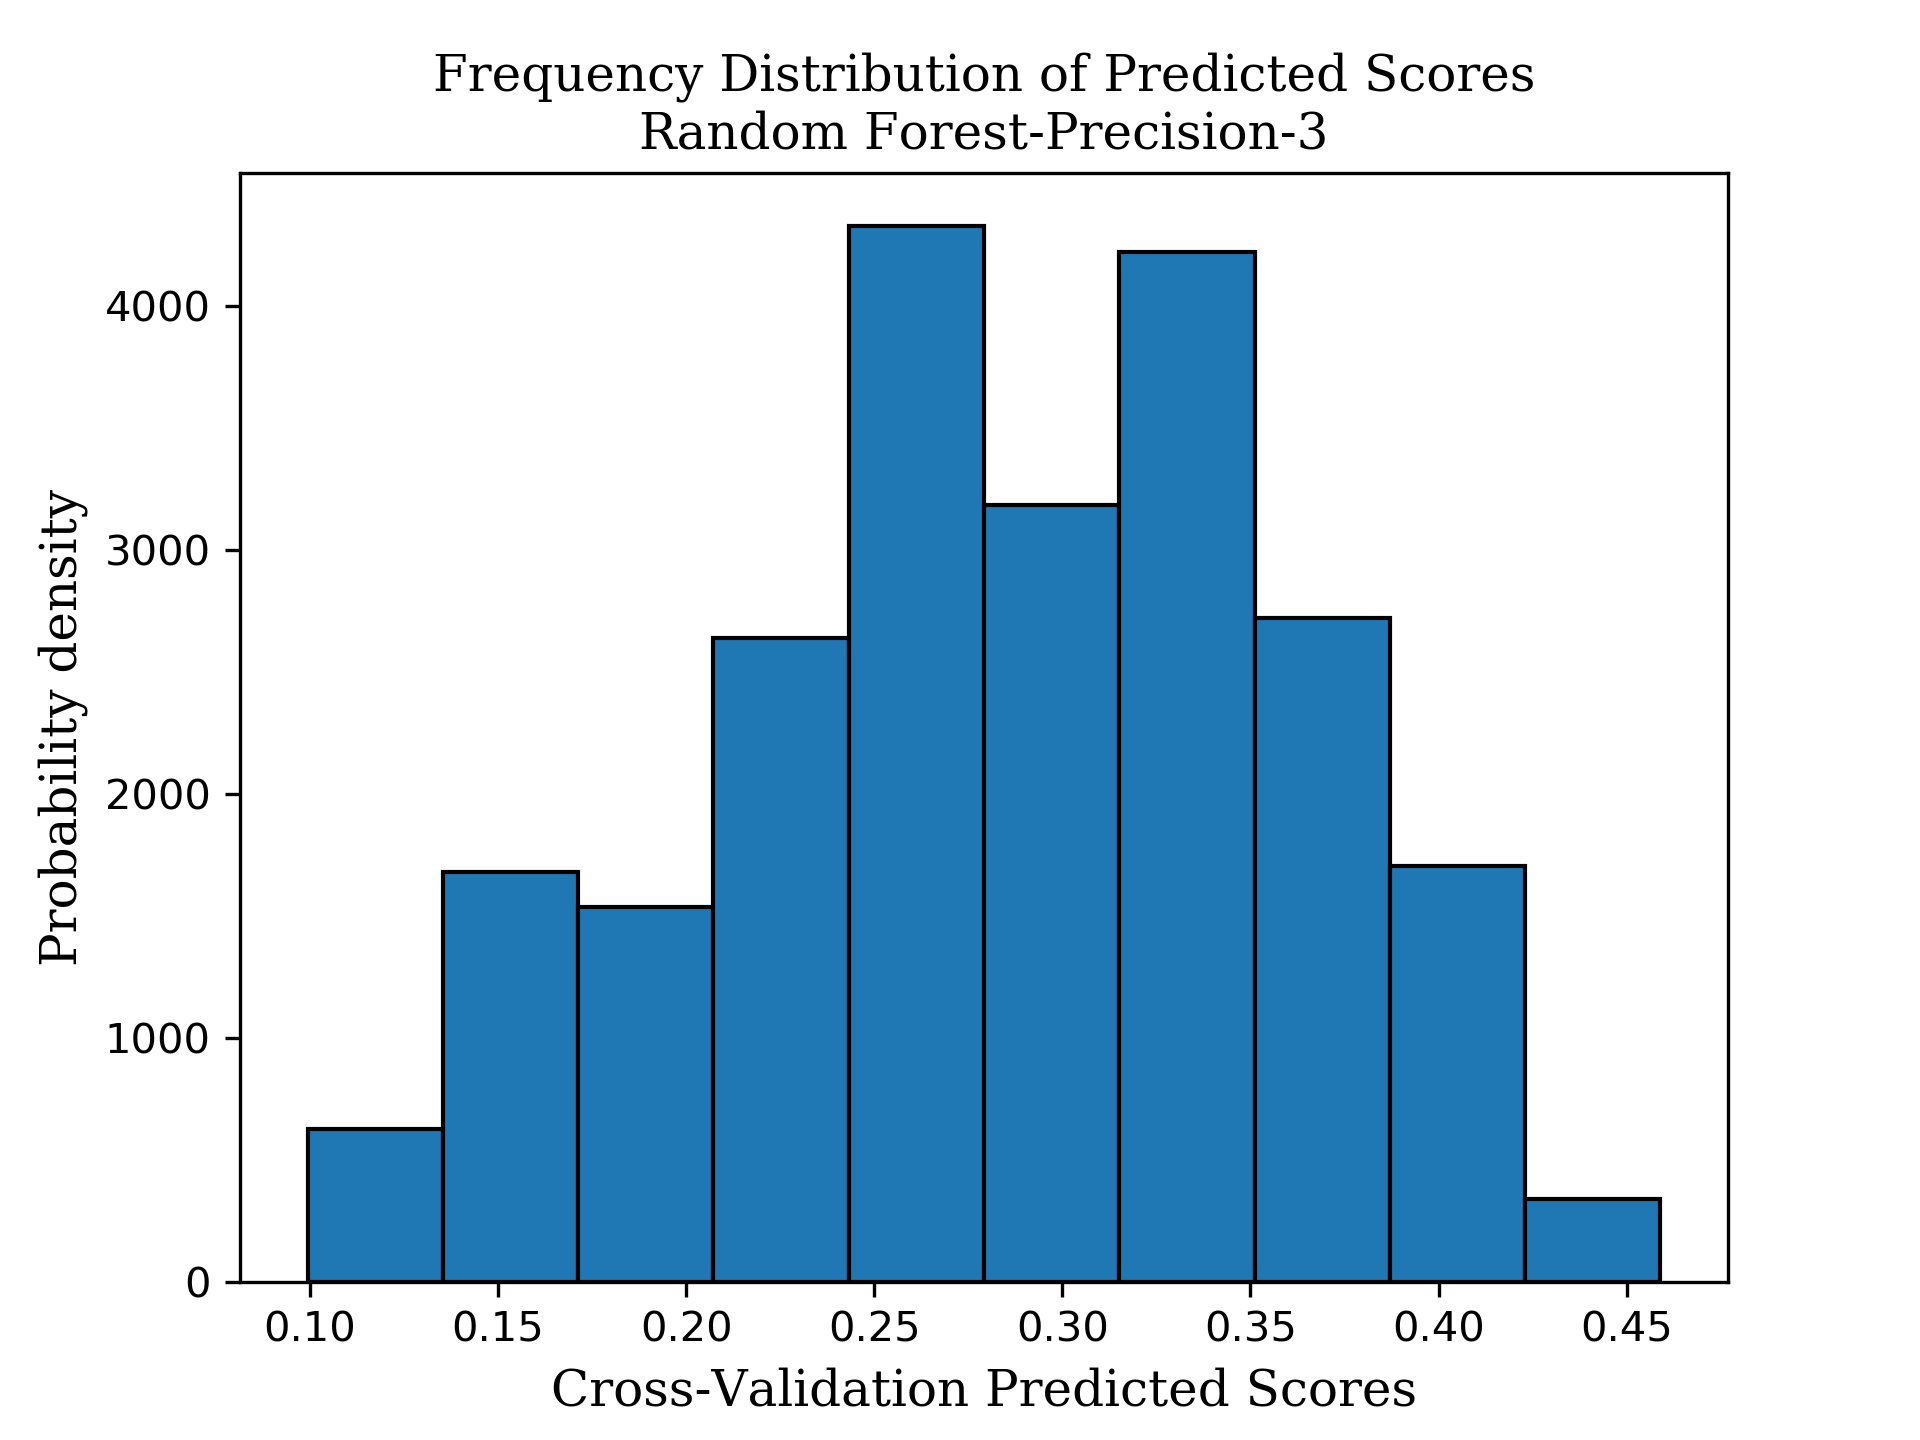 Frequency Distribution of Predicted Scores
Random Forest-Precision-3
Probability density
4000
3000
2000
1000
0
0.10 0.15 0.20 0.25 0.30 0.35 0.40 0.45
Cross-Validation Predicted Scores